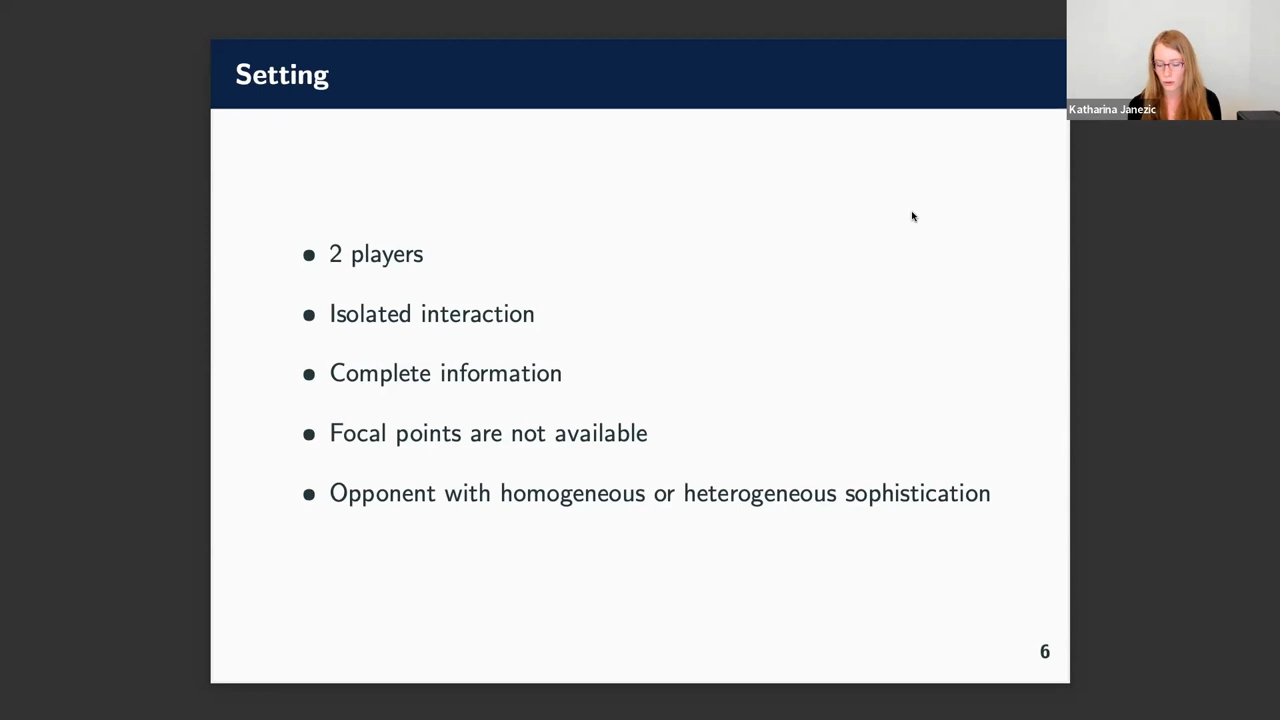 Setting
Katharina Janezic
• 2 players
• Isolated interaction
• Complete information
• Focal points are not available
• Opponent with homogeneous or heterogeneous sophistication
6